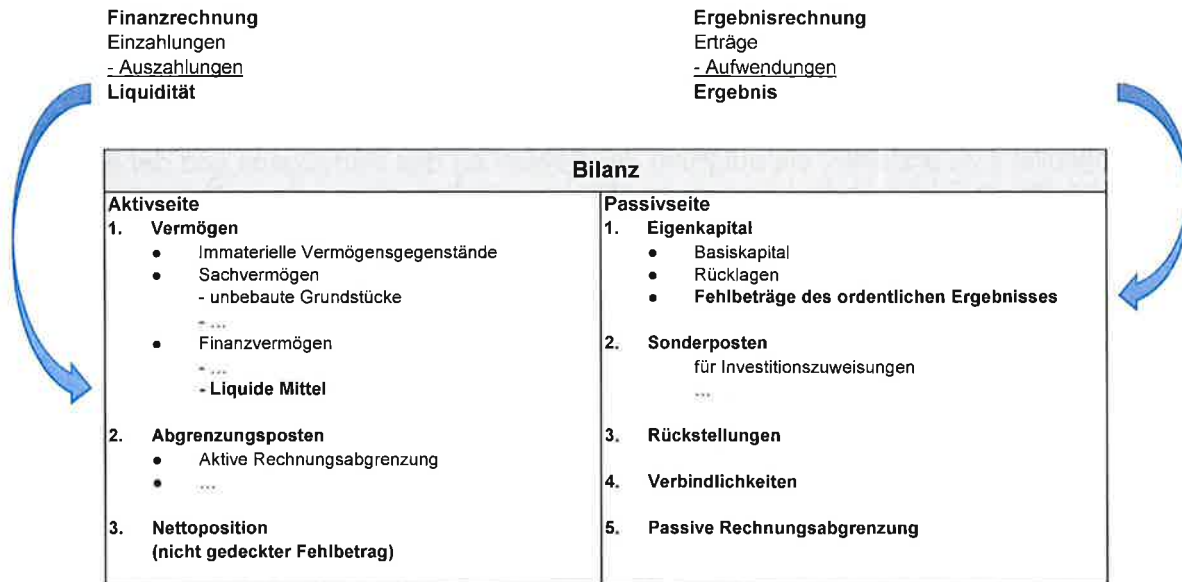 Finanzrechnung
Einzahlungen
- Auszahlungen
Liquidität
Ergebnisrechnung
Erträge
- Aufwendungen
Ergebnis
Bilanz
Aktivseite
1. Vermögen
● Immaterielle Vermögensgegenstände
● Sachvermögen
- unbebaute Grundstücke
- ...
● Finanzvermögen
- ...
- Liquide Mittel
2. Abgrenzungsposten
● Aktive Rechnungsabgrenzung
● ...
3. Nettoposition
(nicht gedeckter Fehlbetrag)
Passivseite
1. Eigenkapital
● Basiskapital
● Rücklagen
● Fehlbeträge des ordentlichen Ergebnisses
2. Sonderposten
für Investitionszuweisungen
...
3. Rückstellungen
4. Verbindlichkeiten
5. Passive Rechnungsabgrenzung